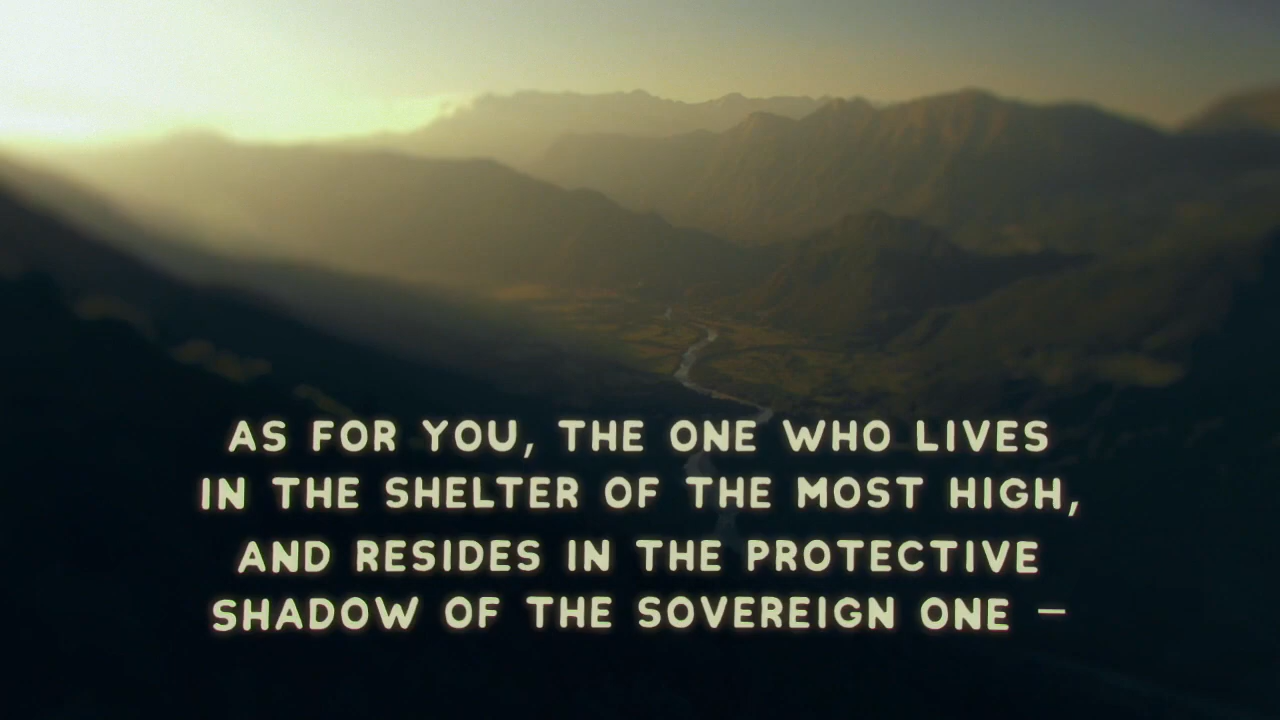 AS FOR YOU, THE ONE WHO LIVES
IN THE SHELTER OF THE MOST HIGH,
AND RESIDES IN THE PROTECTIVE
SHADOW OF THE SOVEREIGN ONE –